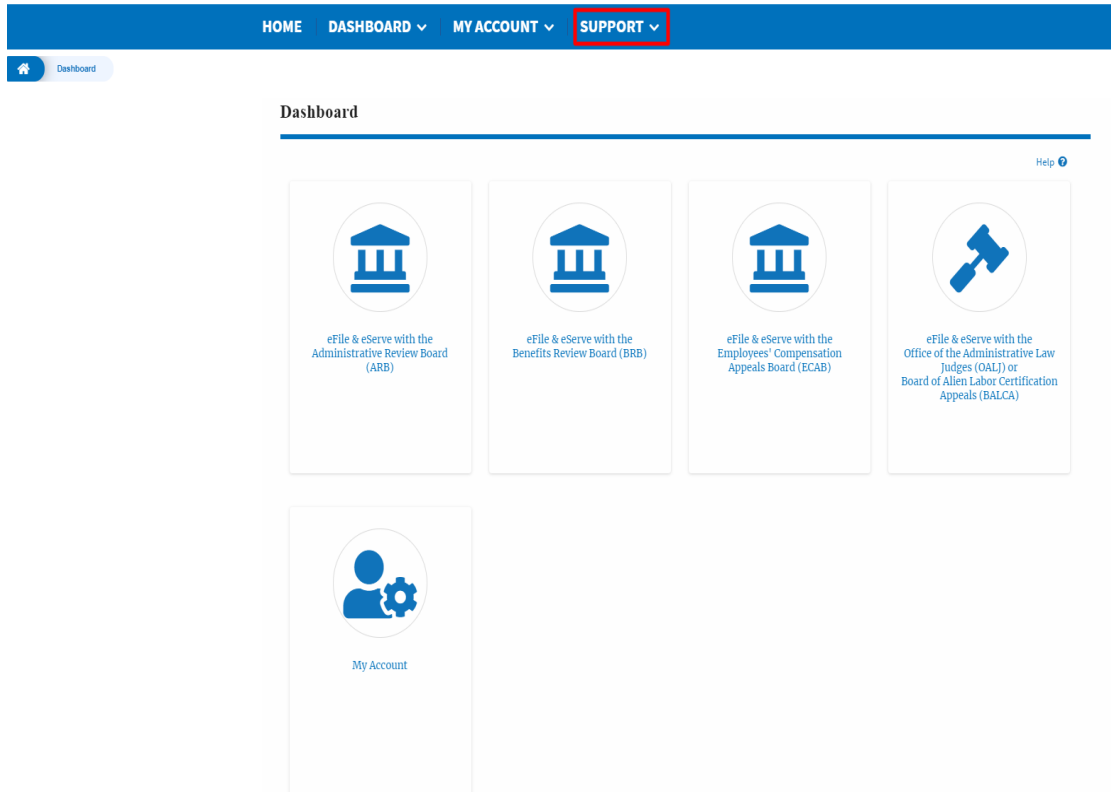 HOME DASHBOARD MY ACCOUNT SUPPORT
Dashboard
Dashboard
Help
eFile & eServe with the
Administrative Review Board
(ARB)
eFile & eServe with the
Benefits Review Board (BRB)
eFile & eServe with the
Employees' Compensation
Appeals Board (ECAB)
eFile & eServe with the
Office of the Administrative Law
Judges (OALJ) or
Board of Alien Labor Certification
Appeals (BALCA)
My Account